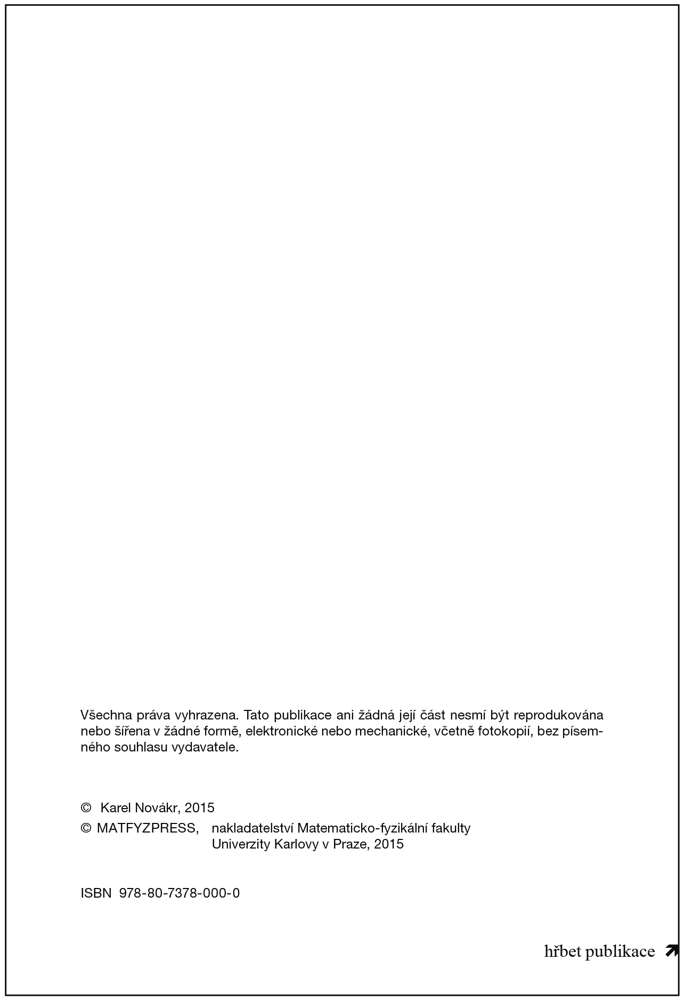 Všechna práva vyhrazena. Tato publikace ani žádná její část nesmí být reprodukována
nebo šířena v žádné formě, elektronické nebo mechanické, včetně fotokopií, bez písem-
ného souhlasu vydavatele.
© Karel Novákr, 2015
© MATFYZPRESS, nakladatelství Matematicko-fyzikální fakulty
Univerzity Karlovy v Praze, 2015
ISBN 978-80-7378-000-0
hřbet publikace